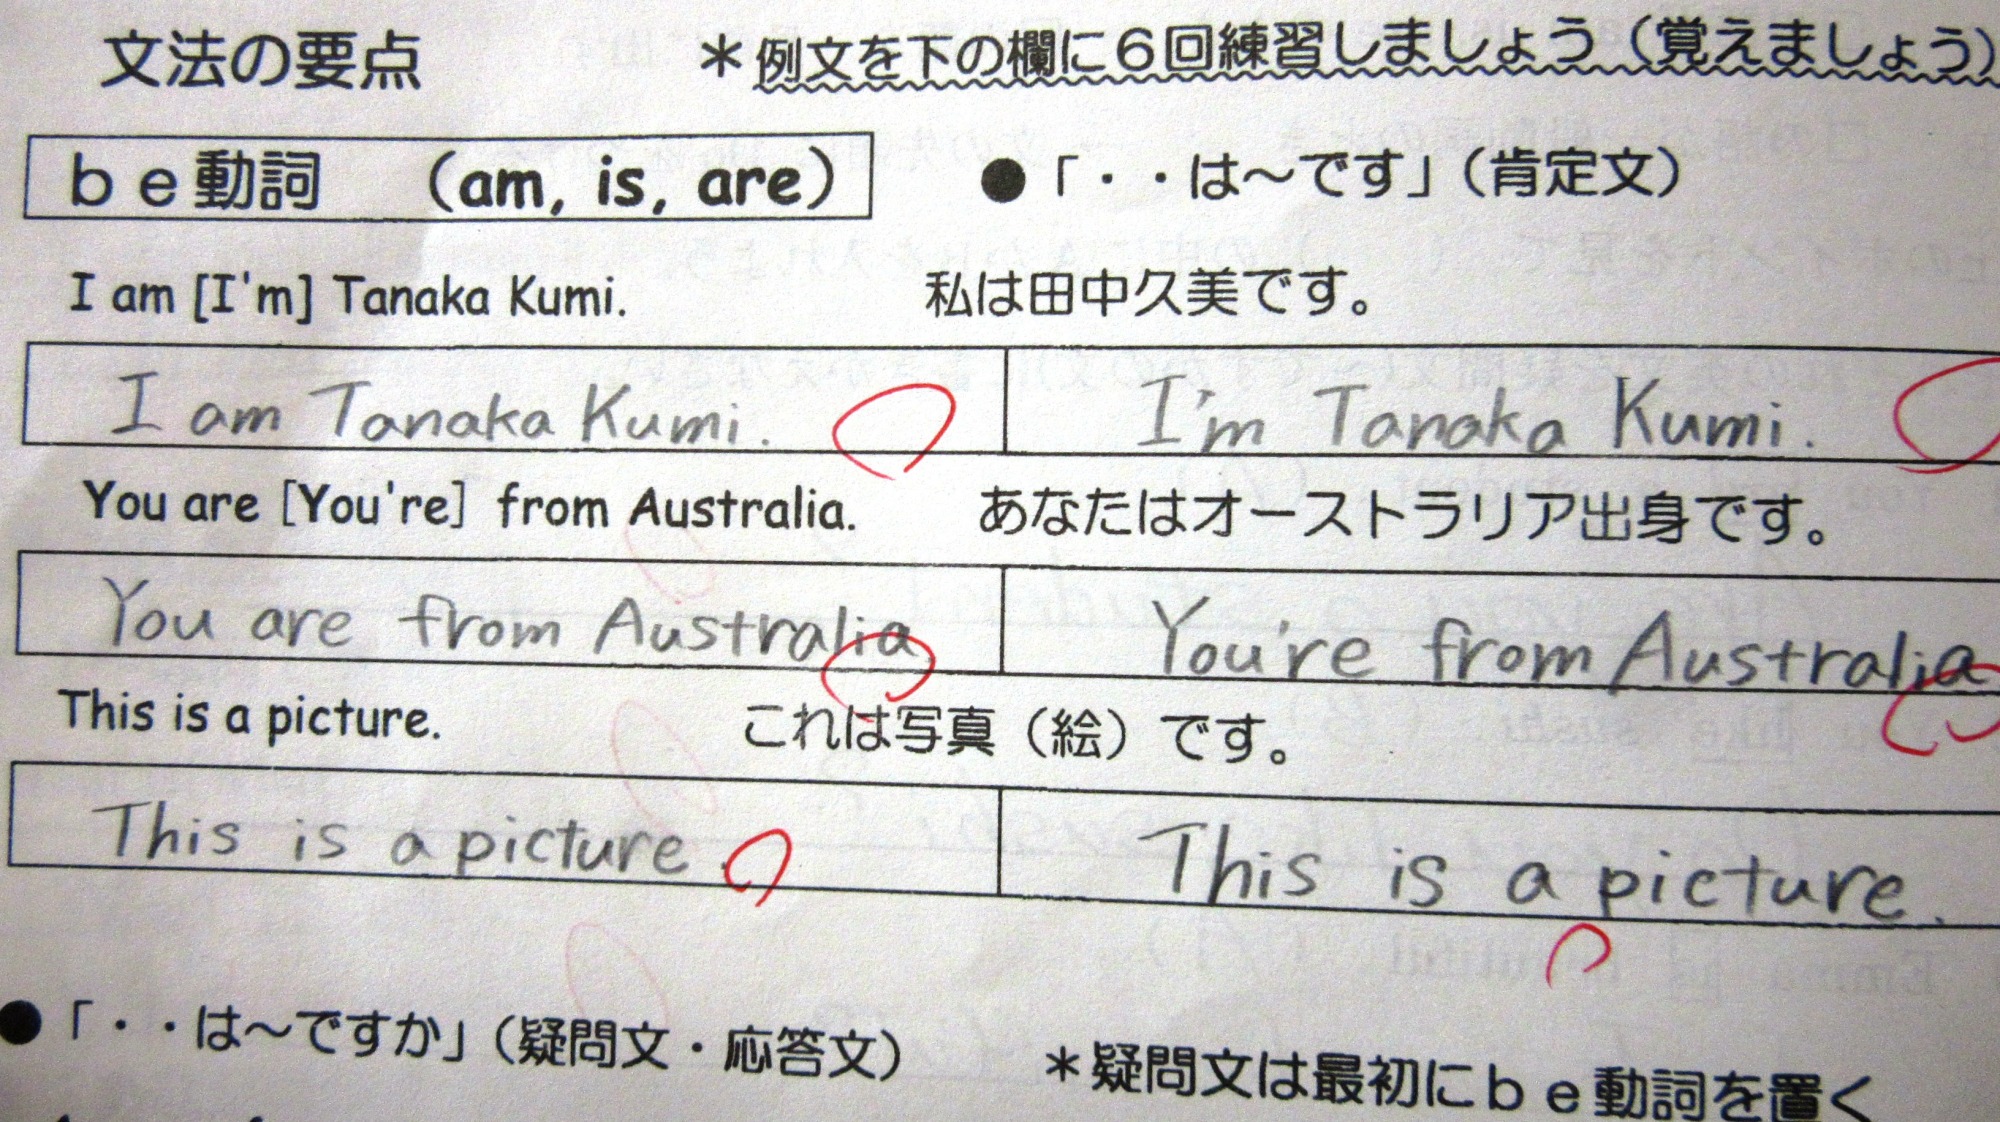 文法の要点 ＊例文を下の欄に６回練習しましょう（覚えましょう）
ｂｅ動詞 （am, is, are） ●「・・は～です」（肯定文）
I am [I'm] Tanaka Kumi. 私は田中久美です。
I am Tanaka Kumi. I'm Tanaka Kumi.
You are [You're] from Australia. あなたはオーストラリア出身です。
You are from Australia You're from Australia
This is a picture. これは写真（絵）です。
This is a picture. This is a picture.
●「・・は～ですか」（疑問文・応答文） ＊疑問文は最初にｂｅ動詞を置く